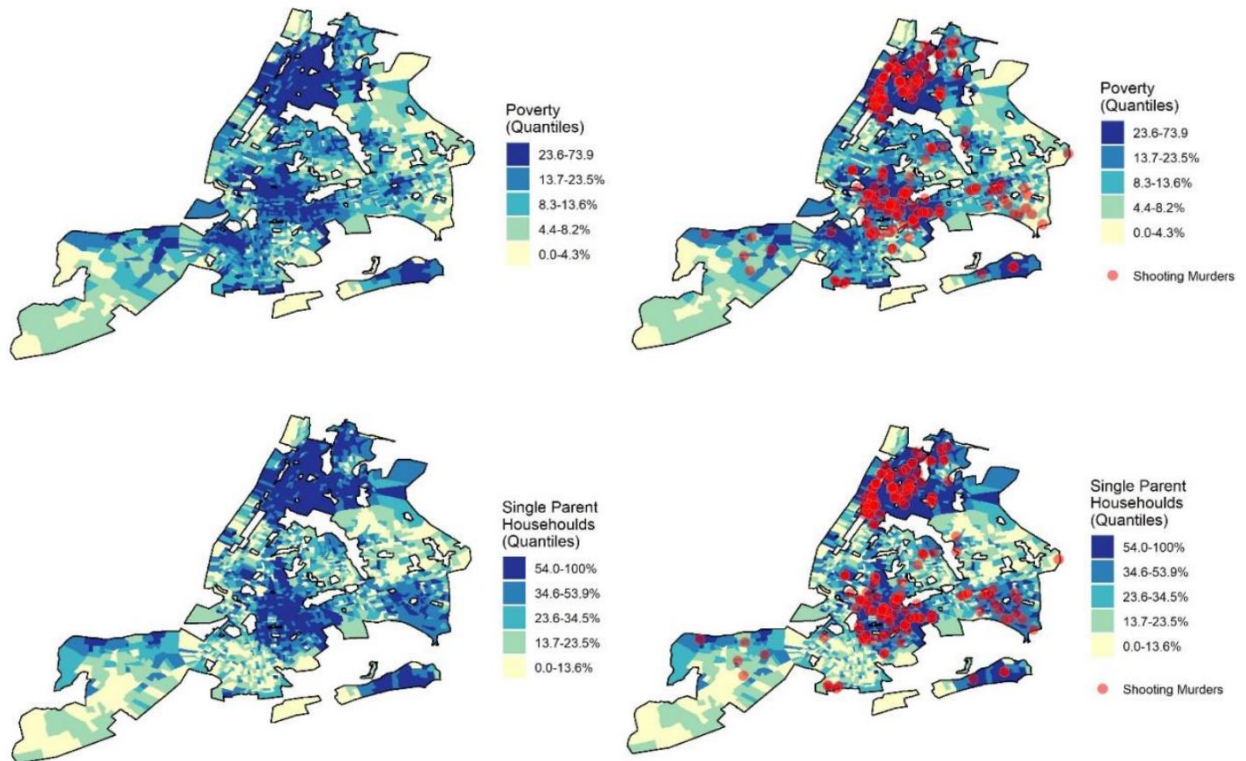 Poverty
(Quantiles)
23.6-73.9
13.7-23.5%
8.3-13.6%
4.4-8.2%
0.0-4.3%
Poverty
(Quantiles)
23.6-73.9
13.7-23.5%
8.3-13.6%
4.4-8.2%
0.0-4.3%
Shooting Murders
Single Parent
Househoulds
(Quantiles)
54.0-100%
34.6-53.9%
23.6-34.5%
13.7-23.5%
0.0-13.6%
Single Parent
Househoulds
(Quantiles)
54.0-100%
34.6-53.9%
23.6-34.5%
13.7-23.5%
0.0-13.6%
Shooting Murders